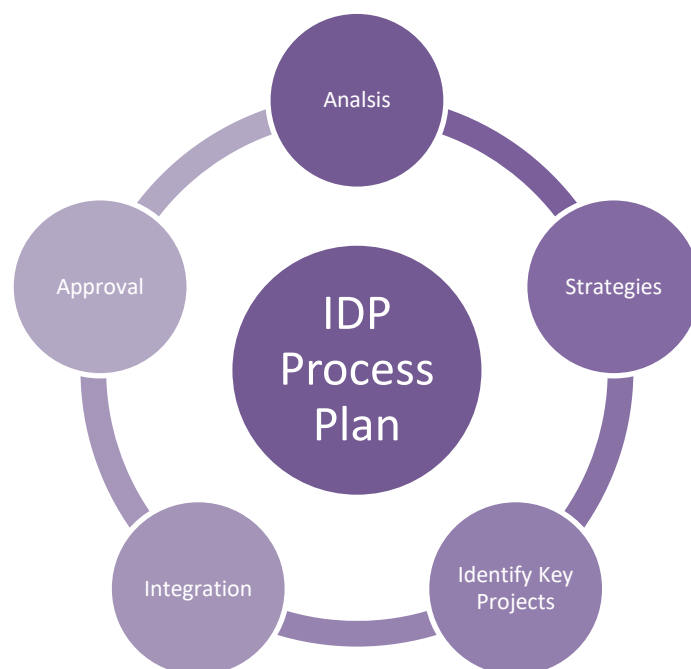 Analsis
Strategies
Identify Key
Projects
Integration
Approval
IDP
Process
Plan